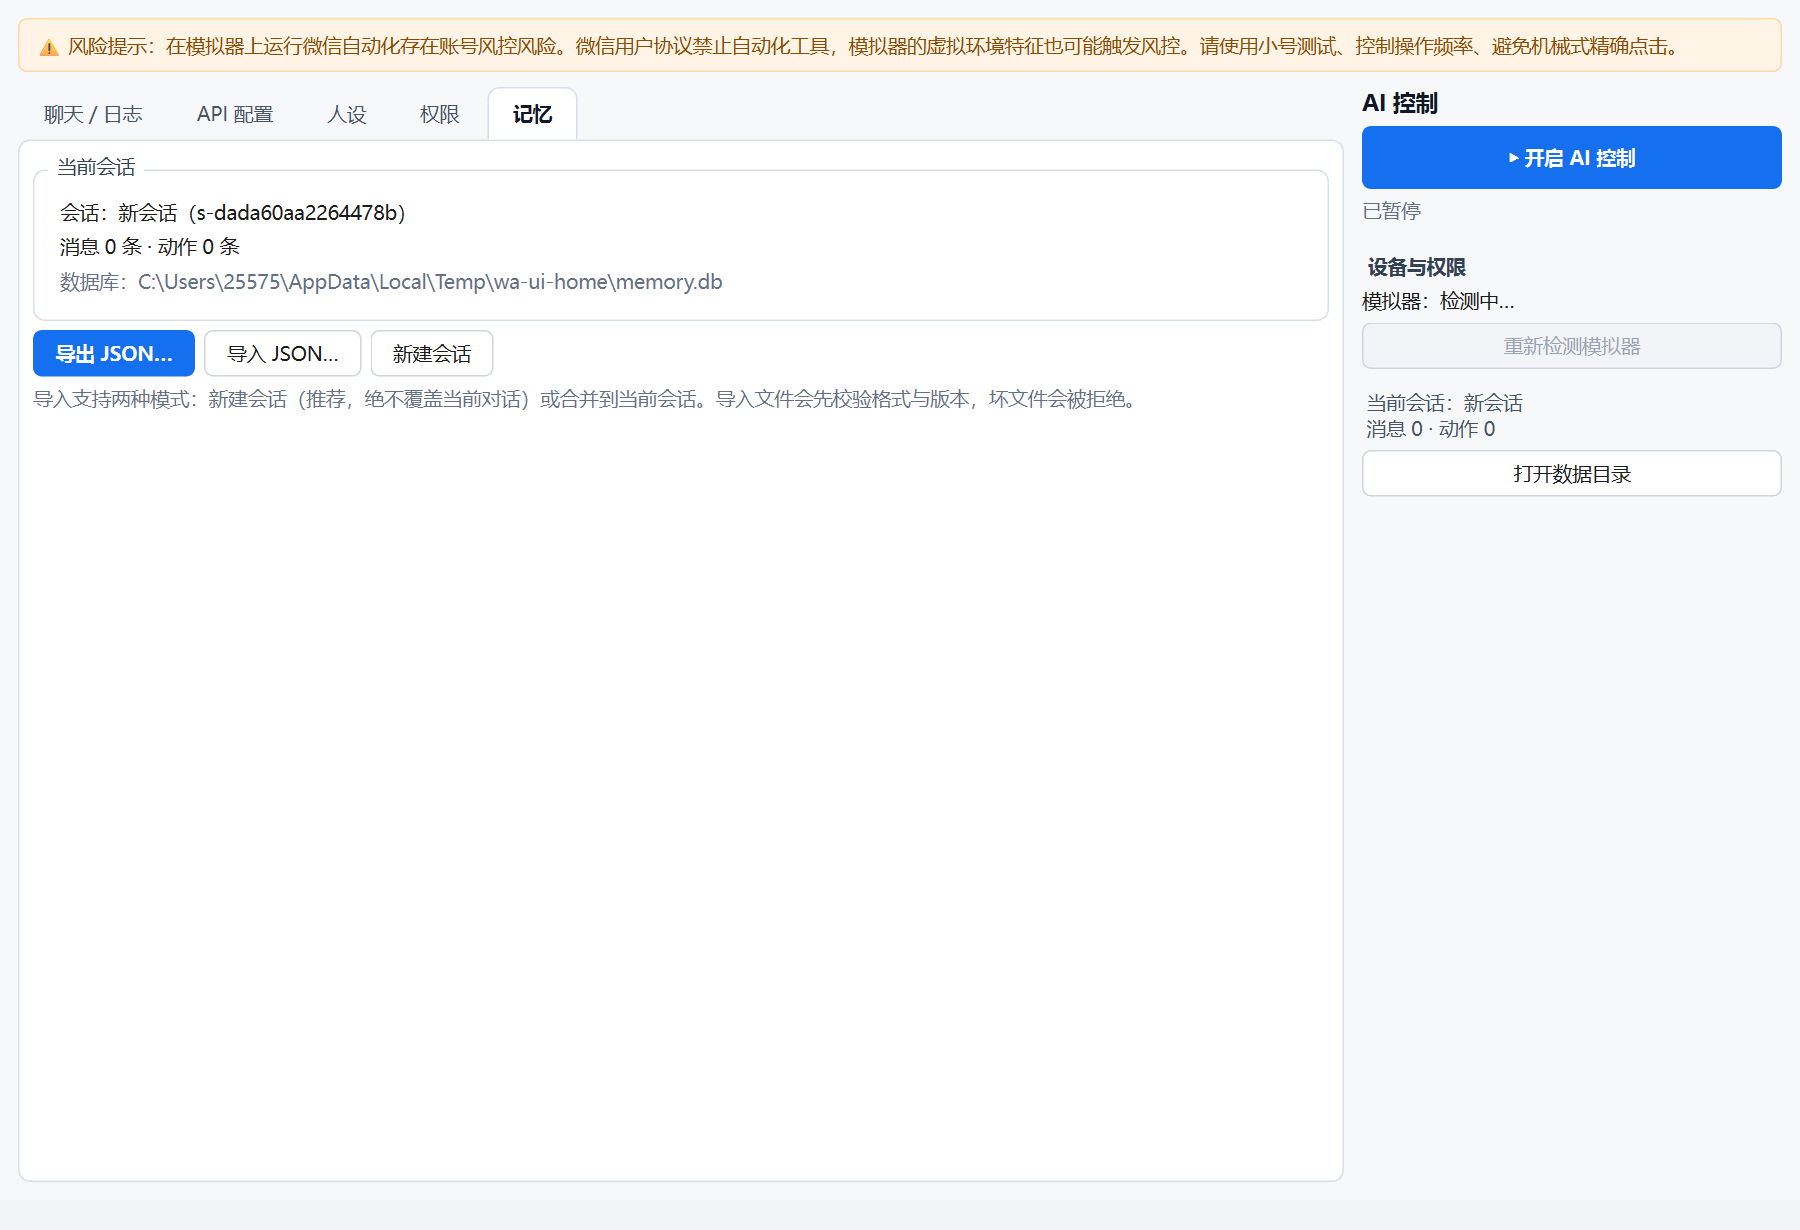 ⚠ 风险提示：在模拟器上运行微信自动化存在账号风控风险。微信用户协议禁止自动化工具，模拟器的虚拟环境特征也可能触发风控。请使用小号测试、控制操作频率、避免机械式精确点击。
聊天 / 日志
API 配置
人设
权限
记忆
当前会话
会话：新会话（s-dada60aa2264478b）
消息 0 条 · 动作 0 条
数据库：C:\Users\25575\AppData\Local\Temp\wa-ui-home\memory.db
导出 JSON...
导入 JSON...
新建会话
导入支持两种模式：新建会话（推荐，绝不覆盖当前对话）或合并到当前会话。导入文件会先校验格式与版本，坏文件会被拒绝。
AI 控制
▸ 开启 AI 控制
已暂停
设备与权限
模拟器：检测中...
重新检测模拟器
当前会话：新会话
消息 0 · 动作 0
打开数据目录